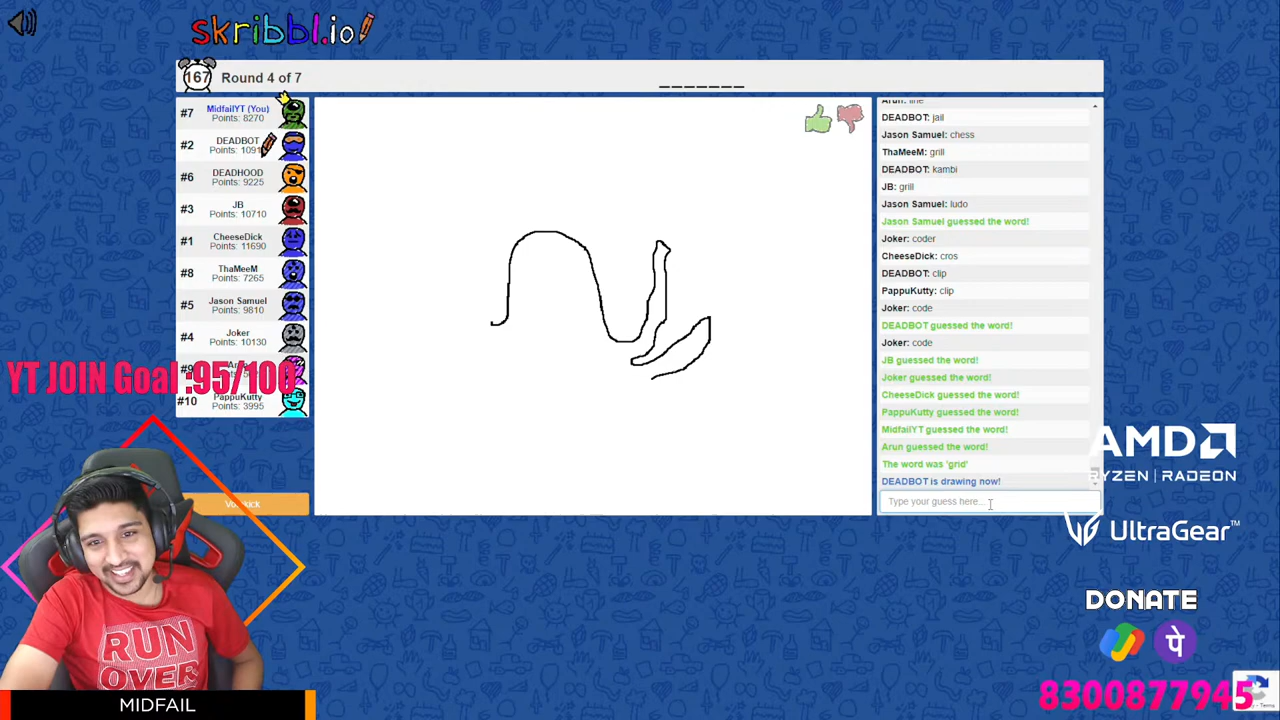 skribbl.io
167
Round 4 of 7
_______
#7
MidfailYT (You)
Points: 8270
#2
DEADBOT
#6
DEADHOOD
Points: 9225
#3
JB
Points: 10710
#1
CheeseDick
Points: 11690
#8
ThaMeeM
Points: 7265
#5
Jason Samuel
Points: 9810
#4
Joker
Points: 10130
#10
PappuKutty
Points: 3995
YT JOIN Goal :95/100
Arun: line
DEADBOT: jail
Jason Samuel: chess
ThaMeeM: grill
DEADBOT: kambi
JB: grill
Jason Samuel: ludo
Jason Samuel guessed the word!
Joker: coder
CheeseDick: cros
DEADBOT: clip
PappuKutty: clip
Joker: code
DEADBOT guessed the word!
Joker: code
JB guessed the word!
Joker guessed the word!
CheeseDick guessed the word!
PappuKutty guessed the word!
MidfailYT guessed the word!
Arun guessed the word!
The word was 'grid'
DEADBOT is drawing now!
Type your guess here...
AMD
RYZEN | RADEON
UltraGear™
DONATE
पे
8300877945
RUN
OVER
MIDFAIL